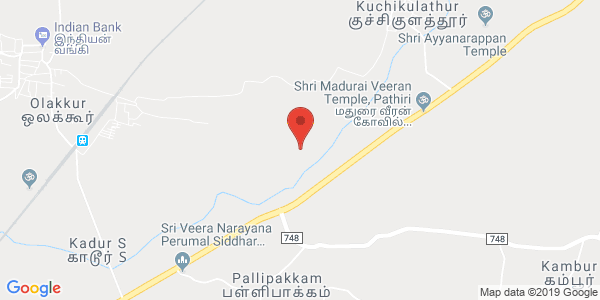 Kuchikulathur
குச்சிகுளத்தூர்
Indian Bank
இந்தியன்
வங்கி
Shri Ayyanarappan
Temple
Shri Madurai Veeran
Temple, Pathiri
மதுரை வீரன்
கோவில்...
Olakkur
ஒலக்கூர்
Sri Veera Narayana
Perumal Siddhar...
Kadur S
காடூர் S
748
748
Pallipakkam
பள்ளிபாக்கம்
Kambur
கம்பூர்
Google
Map data ©2019 Google